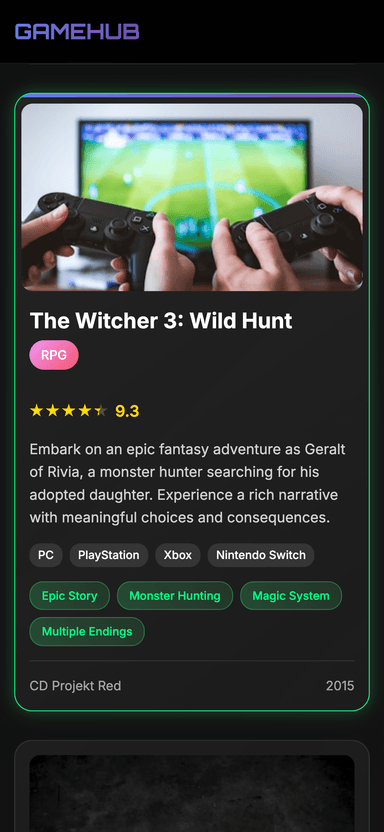 GAMEHUB
The Witcher 3: Wild Hunt
RPG
★★★★★ 9.3
Embark on an epic fantasy adventure as Geralt
of Rivia, a monster hunter searching for his
adopted daughter. Experience a rich narrative
with meaningful choices and consequences.
PC PlayStation Xbox Nintendo Switch
Epic Story Monster Hunting Magic System
Multiple Endings
CD Projekt Red 2015